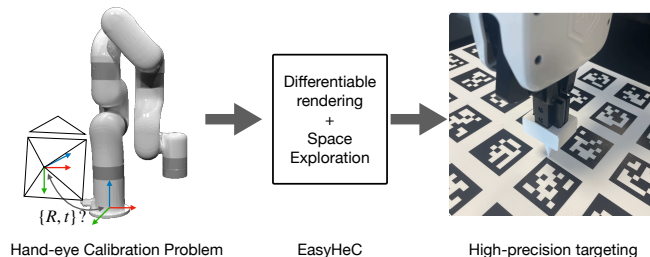 Differentiable
rendering
+
Space
Exploration
{R, t}?
Hand-eye Calibration Problem
EasyHeC
High-precision targeting